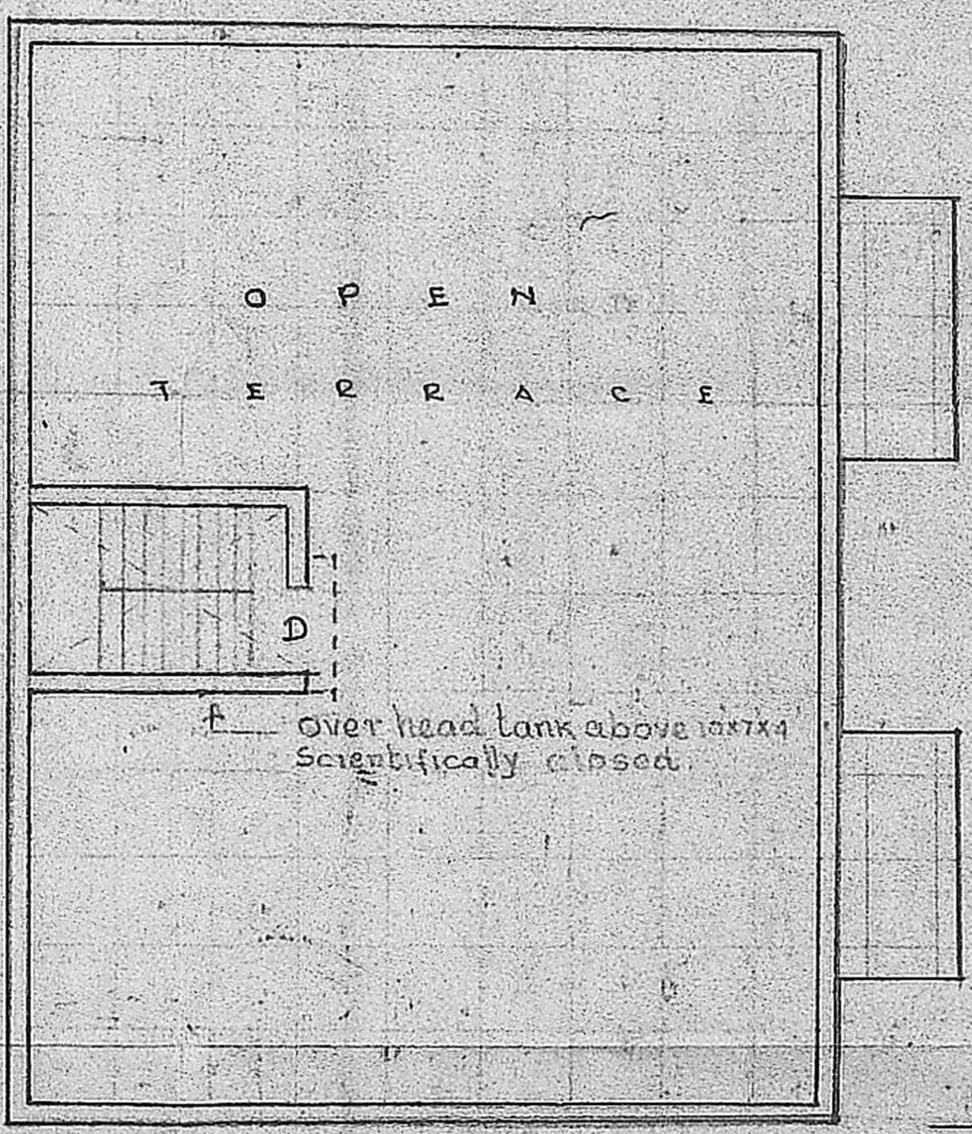 O P E N
T E R R A C E
D
over head tank above 10x7x4'
Scientifically closed.